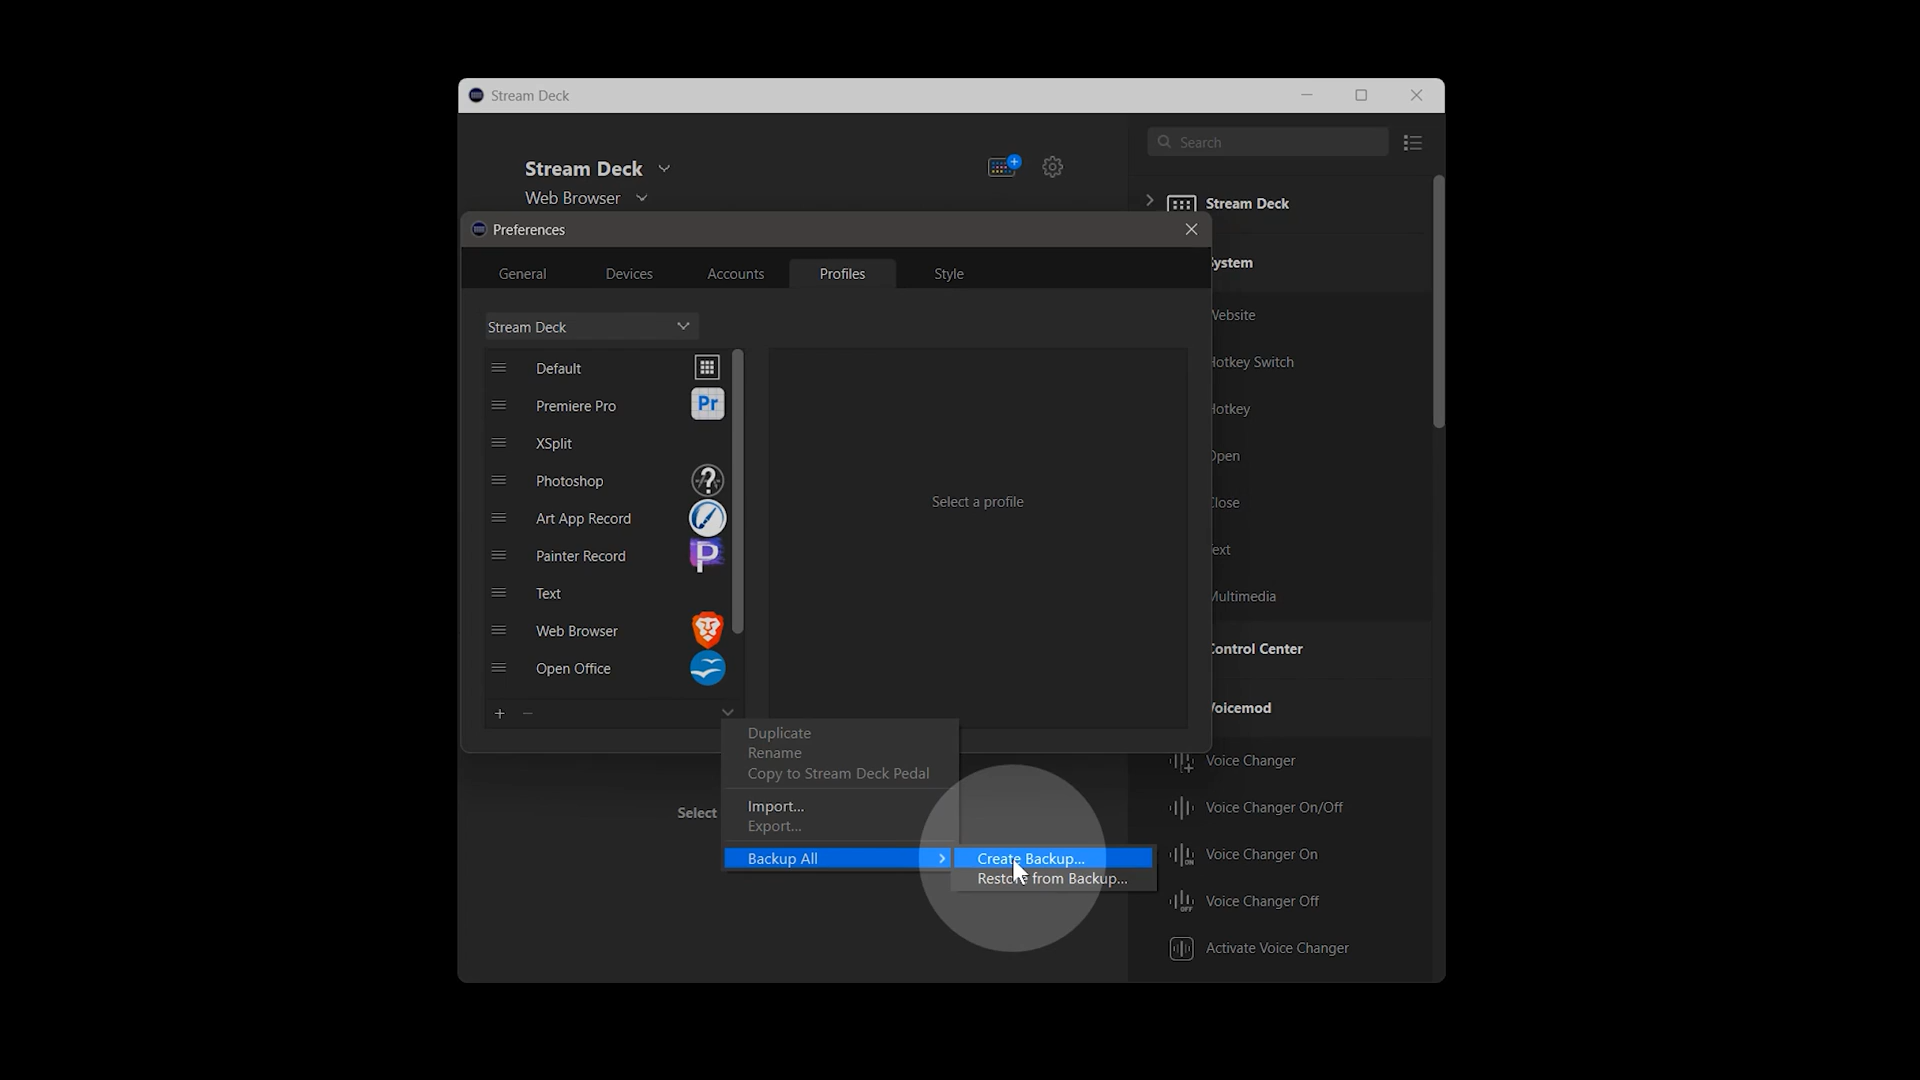 Stream Deck
Search
Stream Deck
Web Browser
Stream Deck
Preferences
System
General
Devices
Accounts
Profiles
Style
Stream Deck
Website
Hotkey Switch
Hotkey
Open
Close
Text
Multimedia
Default
Premiere Pro
Pr
XSplit
Photoshop
?
Art App Record
Painter Record
P
Text
Web Browser
Open Office
Select a profile
Control Center
Voicemod
Duplicate
Rename
Copy to Stream Deck Pedal
Import...
Export...
Backup All
Create Backup...
Restore from Backup...
Select
Voice Changer
Voice Changer On/Off
Voice Changer On
Voice Changer Off
Activate Voice Changer